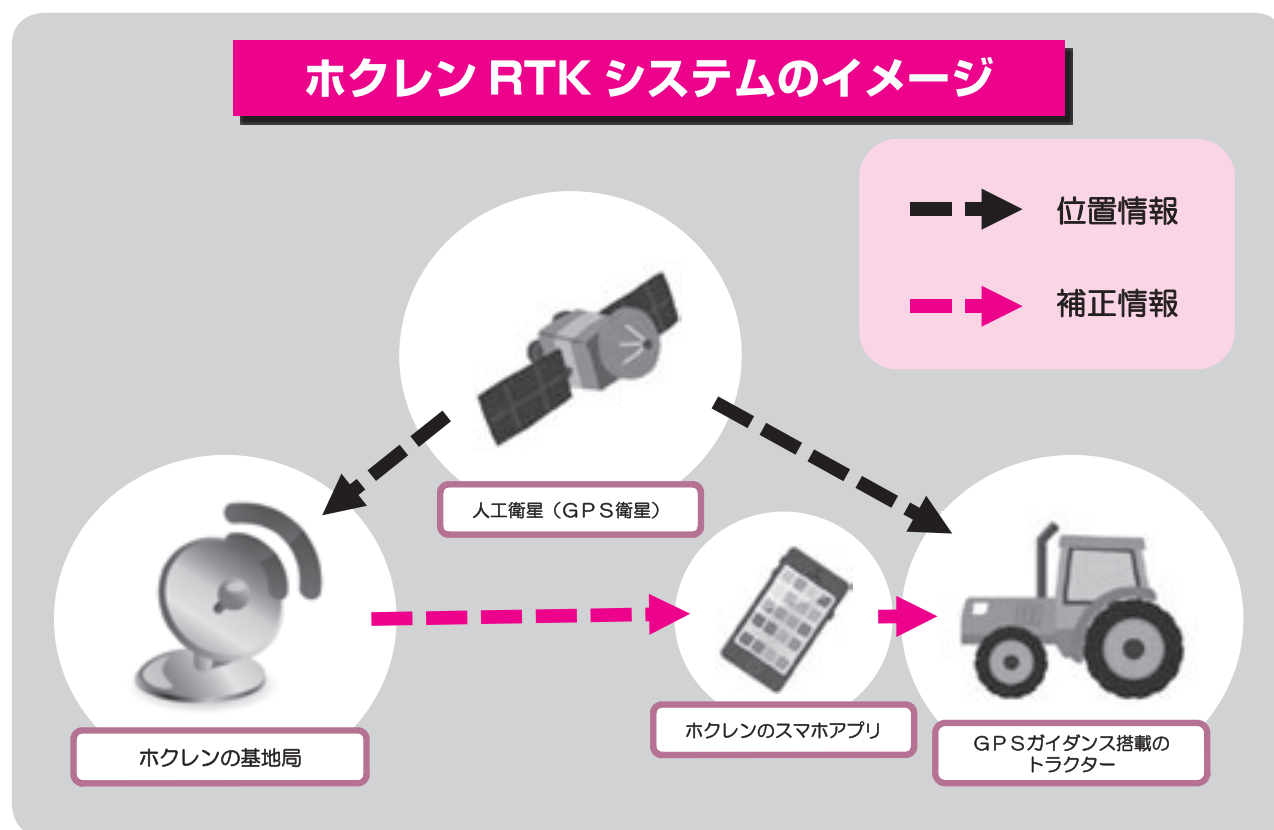 ホクレン RTK システムのイメージ
位置情報
補正情報
人工衛星（GPS衛星）
ホクレンのスマホアプリ
ホクレンの基地局
GPSガイダンス搭載の
トラクター